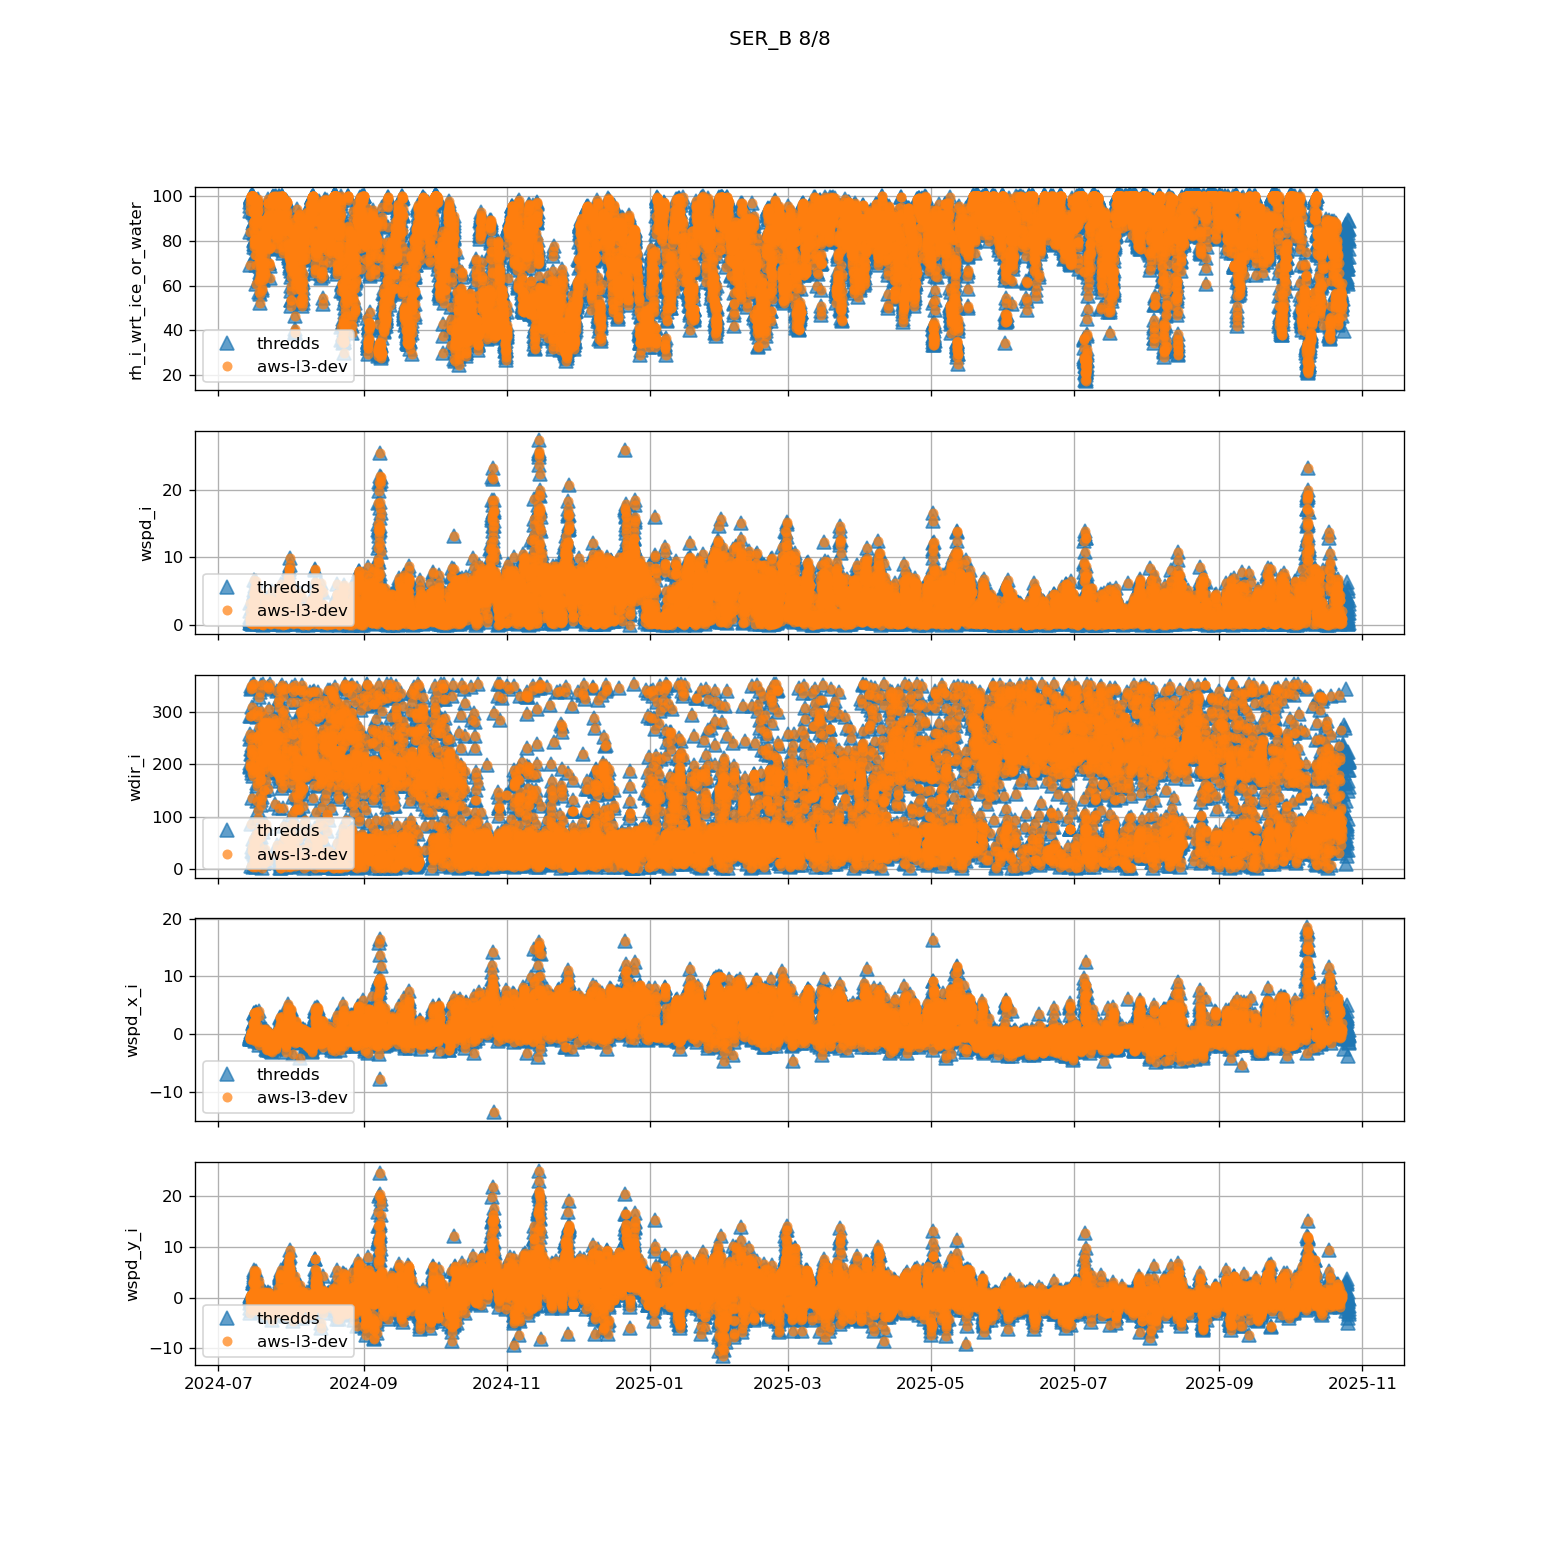 SER_B 8/8
rh_i_wrt_ice_or_water
100
80
60
40
20
thredds
aws-l3-dev
wspd_i
20
10
0
thredds
aws-l3-dev
wdir_i
300
200
100
0
thredds
aws-l3-dev
wspd_x_i
20
10
0
−10
thredds
aws-l3-dev
wspd_y_i
20
10
0
−10
thredds
aws-l3-dev
2024-07 2024-09 2024-11 2025-01 2025-03 2025-05 2025-07 2025-09 2025-11